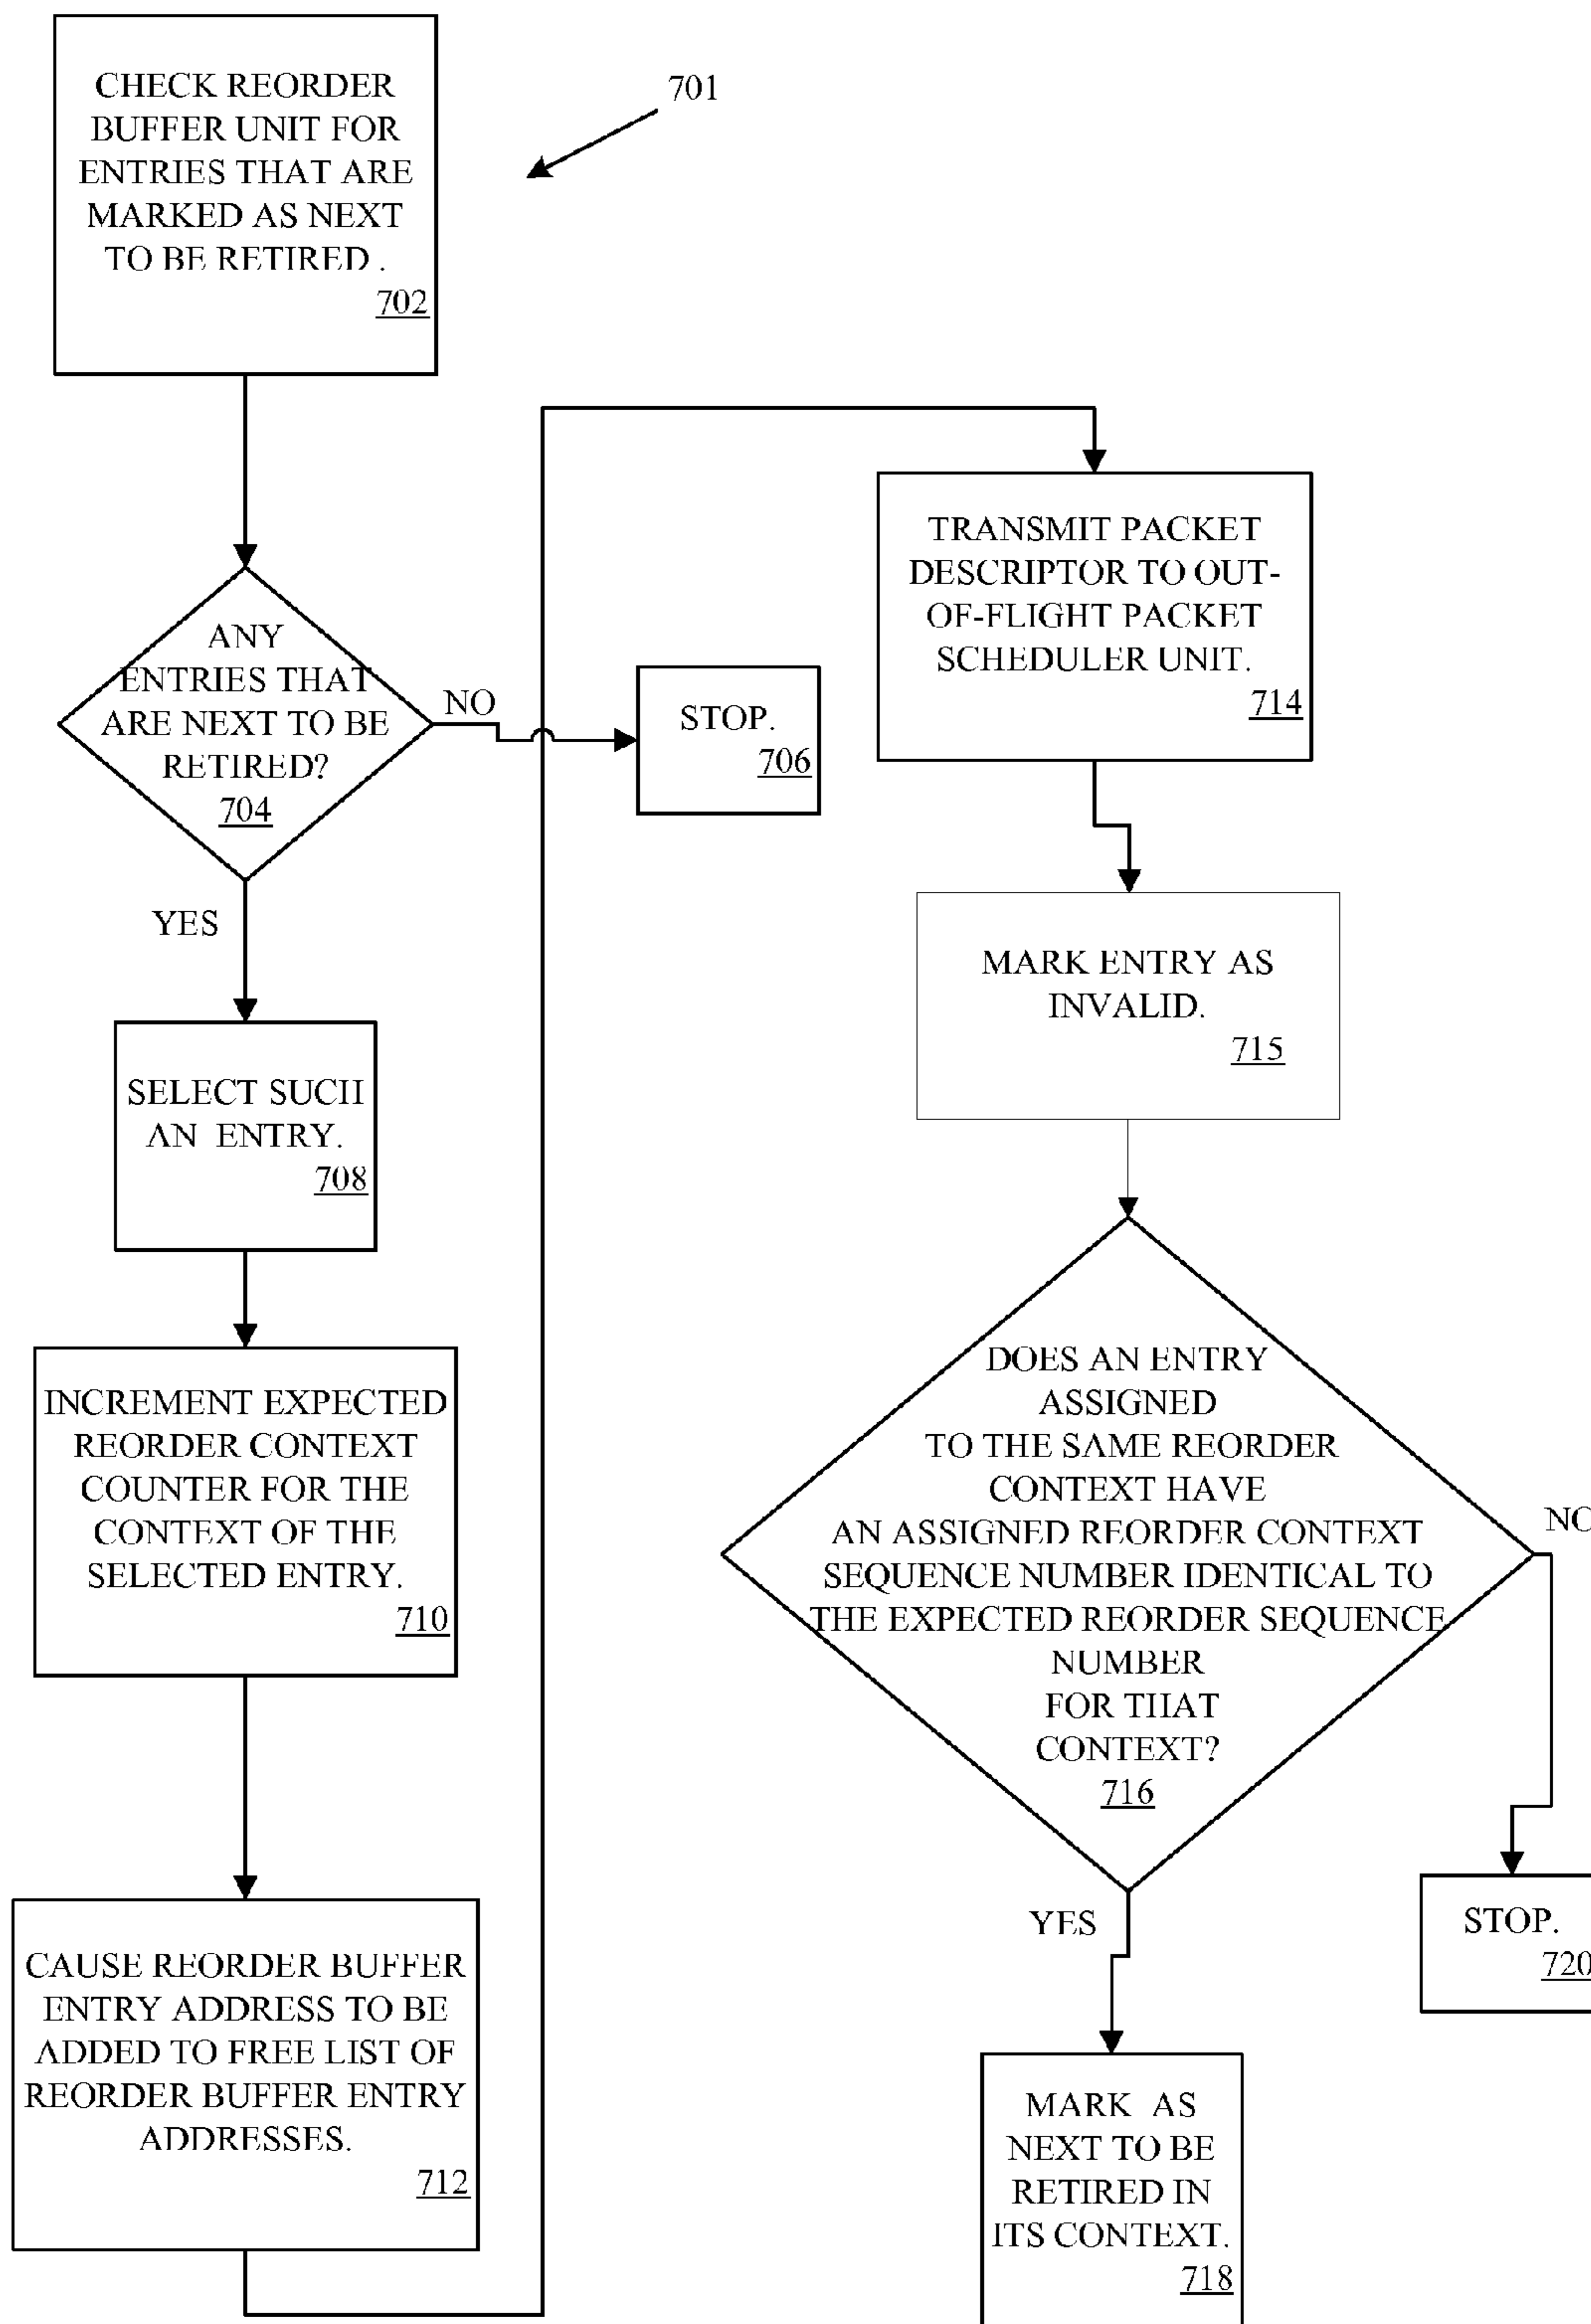 CHECK REORDER
BUFFER UNIT FOR
ENTRIES THAT ARE
MARKED AS NEXT
TO BE RETIRED .
702
701
ANY
ENTRIES THAT
ARE NEXT TO BE
RETIRED?
704
NO
STOP.
706
YES
SELECT SUCH
AN ENTRY.
708
INCREMENT EXPECTED
REORDER CONTEXT
COUNTER FOR THE
CONTEXT OF THE
SELECTED ENTRY.
710
CAUSE REORDER BUFFER
ENTRY ADDRESS TO BE
ADDED TO FREE LIST OF
REORDER BUFFER ENTRY
ADDRESSES.
712
TRANSMIT PACKET
DESCRIPTOR TO OUT-
OF-FLIGHT PACKET
SCHEDULER UNIT.
714
MARK ENTRY AS
INVALID.
715
DOES AN ENTRY
ASSIGNED
TO THE SAME REORDER
CONTEXT HAVE
AN ASSIGNED REORDER CONTEXT
SEQUENCE NUMBER IDENTICAL TO
THE EXPECTED REORDER SEQUENCE
NUMBER
FOR THAT
CONTEXT?
716
NO
STOP.
720
YES
MARK AS
NEXT TO BE
RETIRED IN
ITS CONTEXT.
718